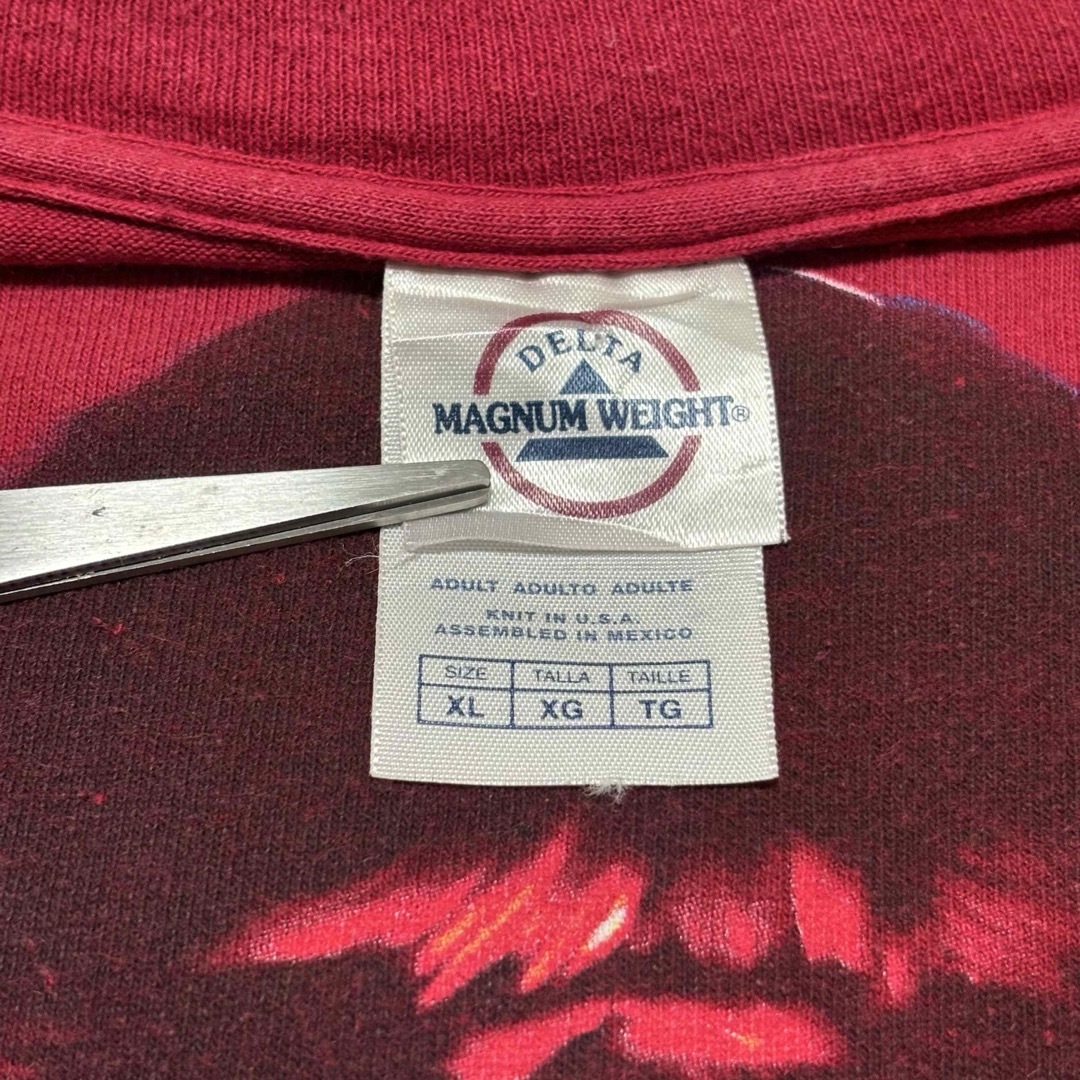 DELTA
MAGNUM WEIGHT®
ADULT ADULTO ADULTE
KNIT IN U.S.A.
ASSEMBLED IN MEXICO
SIZE TALLA TAILLE
XL XG TG